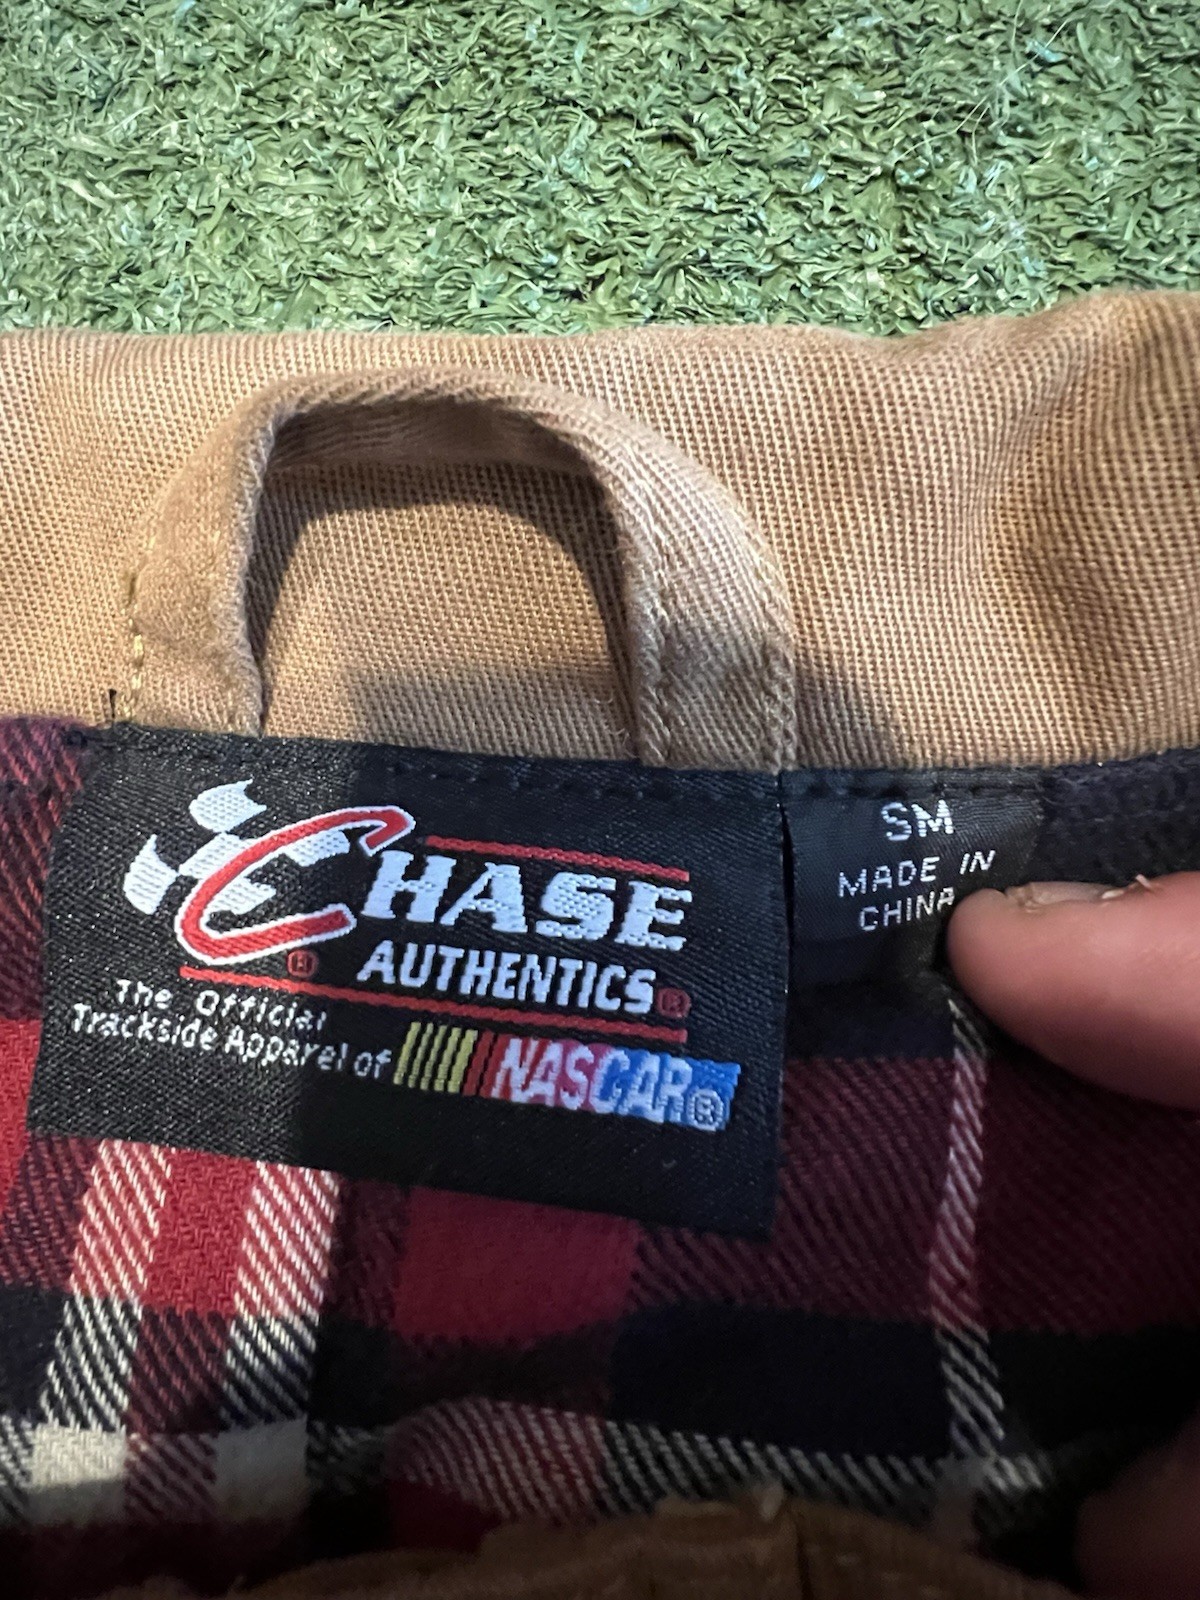 CHASE
AUTHENTICS®
The Official
Trackside Apparel of
NASCAR®
SM
MADE IN
CHINA